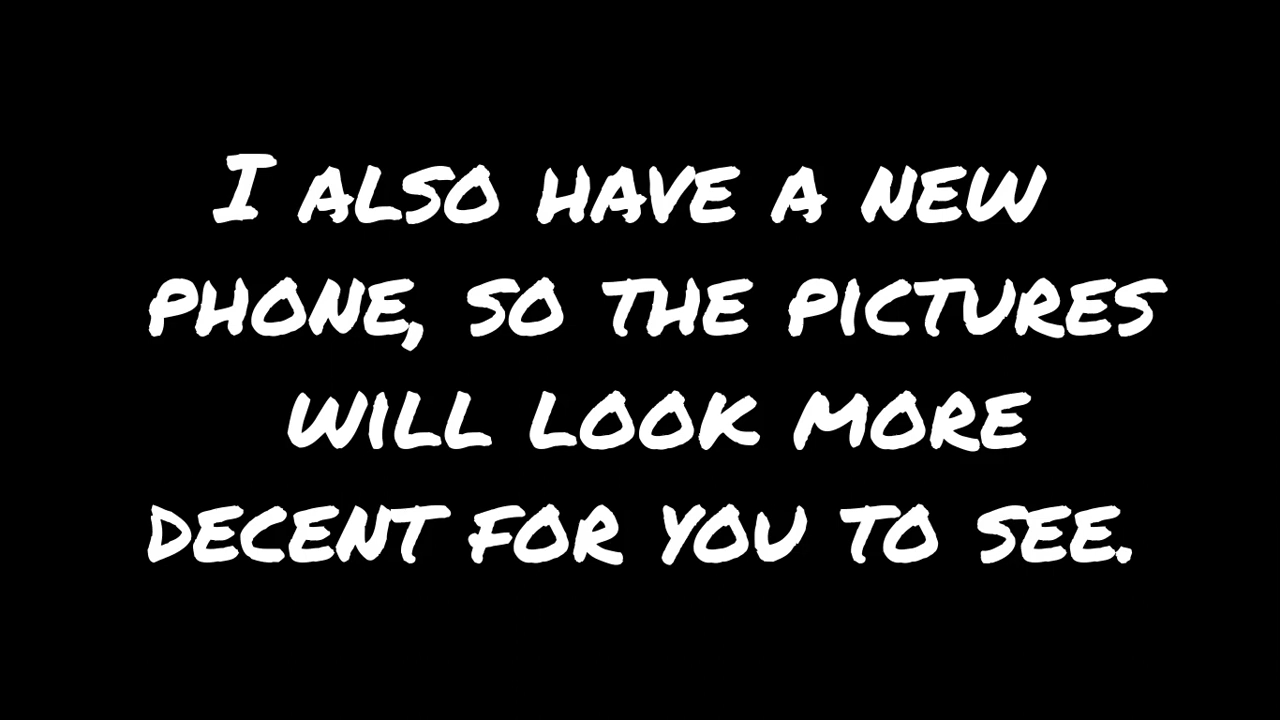 I also have a new
phone, so the pictures
will look more
decent for you to see.